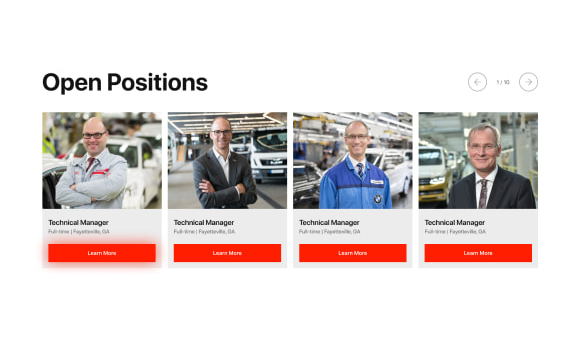 Open Positions
1 / 10
Technical Manager
Full-time | Fayetteville, GA
Learn More
Technical Manager
Full-time | Fayetteville, GA
Learn More
Technical Manager
Full-time | Fayetteville, GA
Learn More
Technical Manager
Full-time | Fayetteville, GA
Learn More